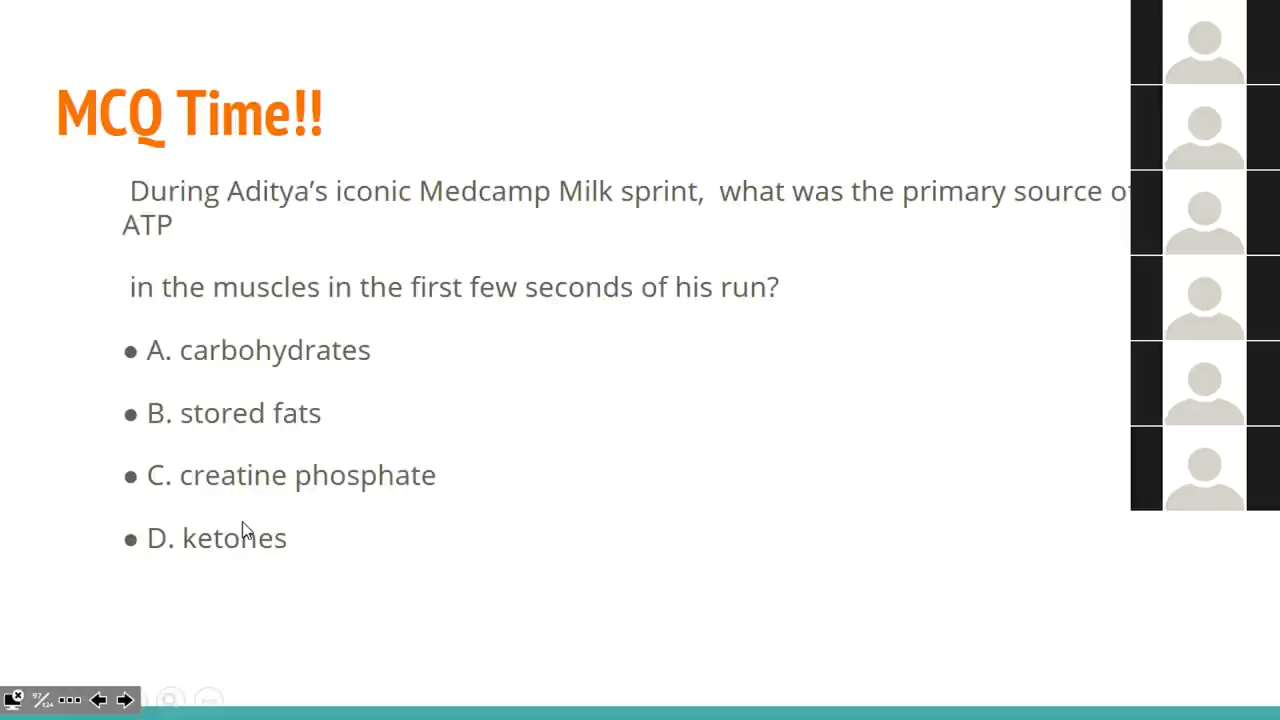 MCQ Time!!
During Aditya's iconic Medcamp Milk sprint, what was the primary source of
ATP
in the muscles in the first few seconds of his run?
● A. carbohydrates
● B. stored fats
● C. creatine phosphate
● D. ketones